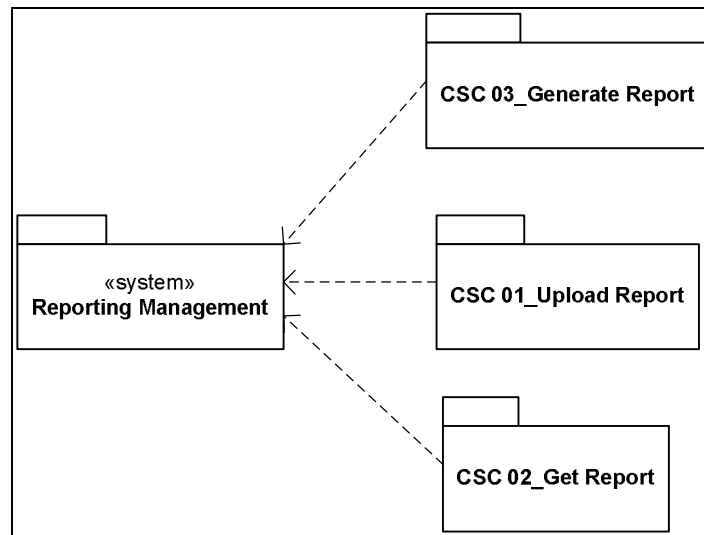 CSC 03_Generate Report
«system»
Reporting Management
CSC 01_Upload Report
CSC 02_Get Report